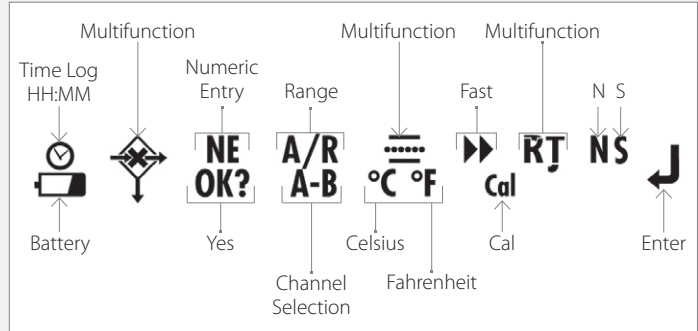 Multifunction Multifunction Multifunction
Time Log Numeric
HH:MM Entry Range Fast N S
NE A/R RJ NS
OK? A-B °C °F Cal
Battery Yes Celsius Cal Enter
Channel Fahrenheit
Selection